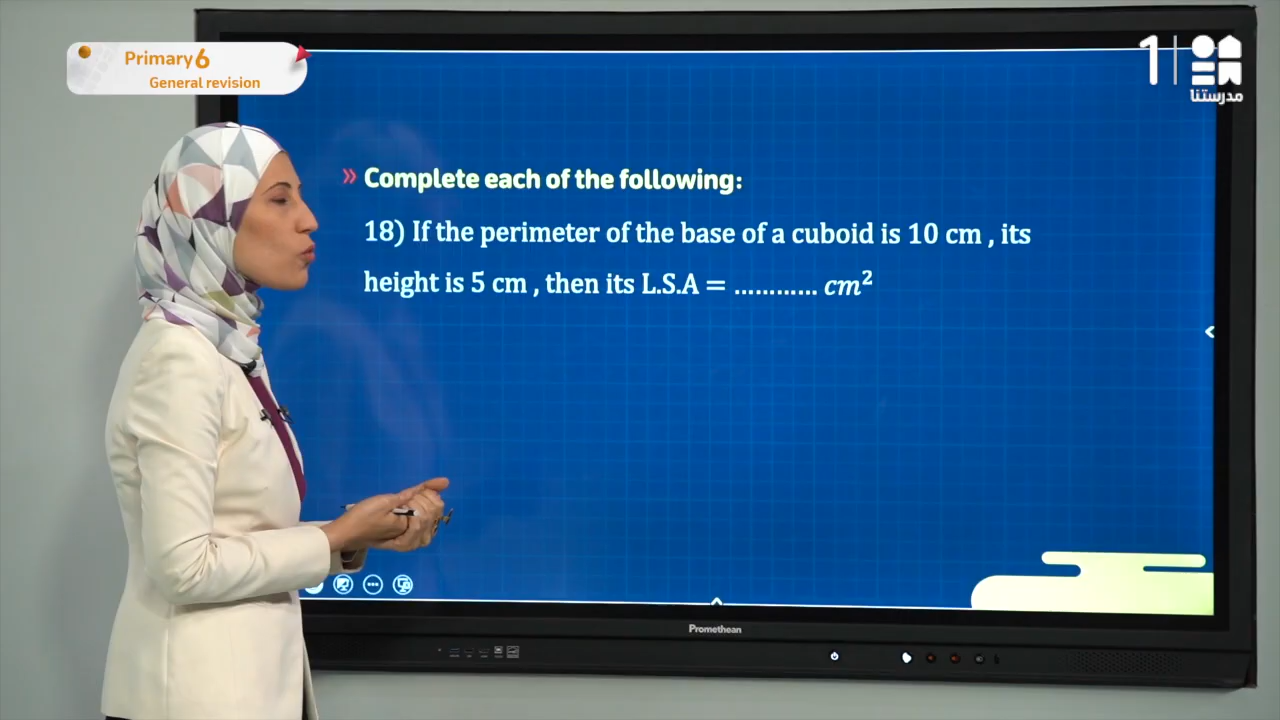 Primary 6
General revision
1
مدرستنا
» Complete each of the following:
18) If the perimeter of the base of a cuboid is 10 cm , its
height is 5 cm , then its L.S.A = ............ cm²
Promethean